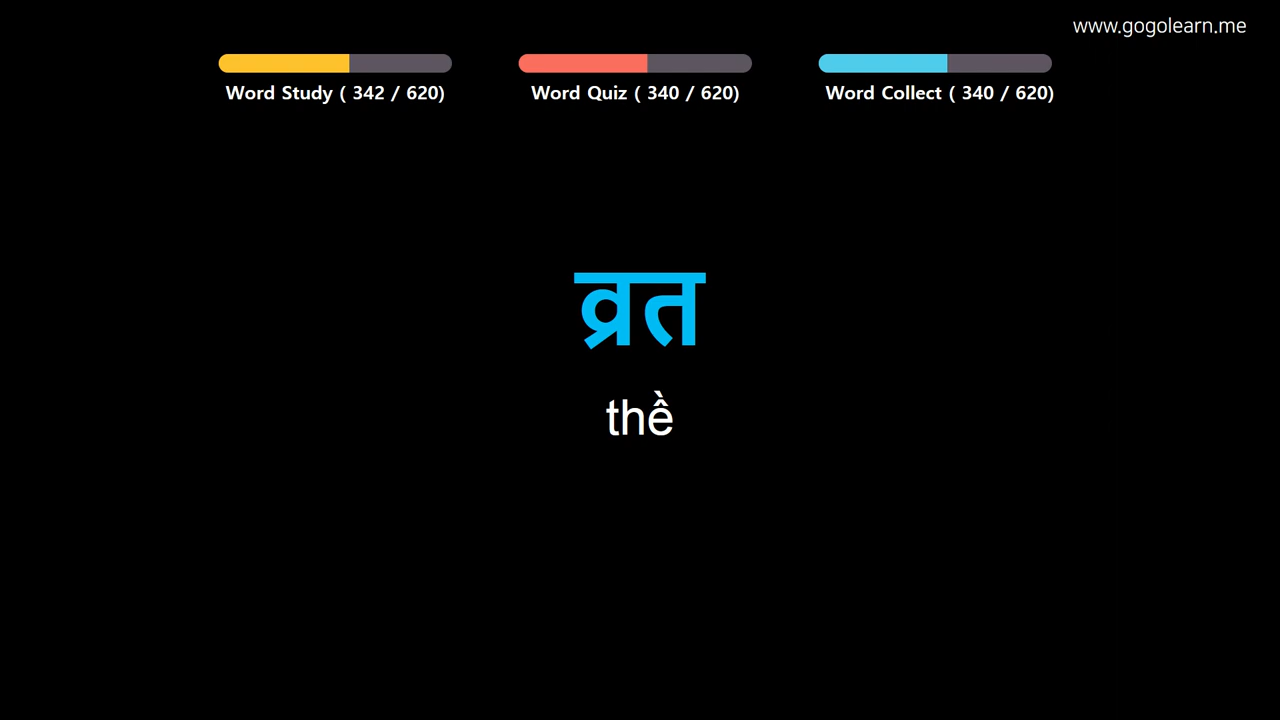 www.gogolearn.me
Word Study ( 342 / 620)
Word Quiz ( 340 / 620)
Word Collect ( 340 / 620)
व्रत
thề